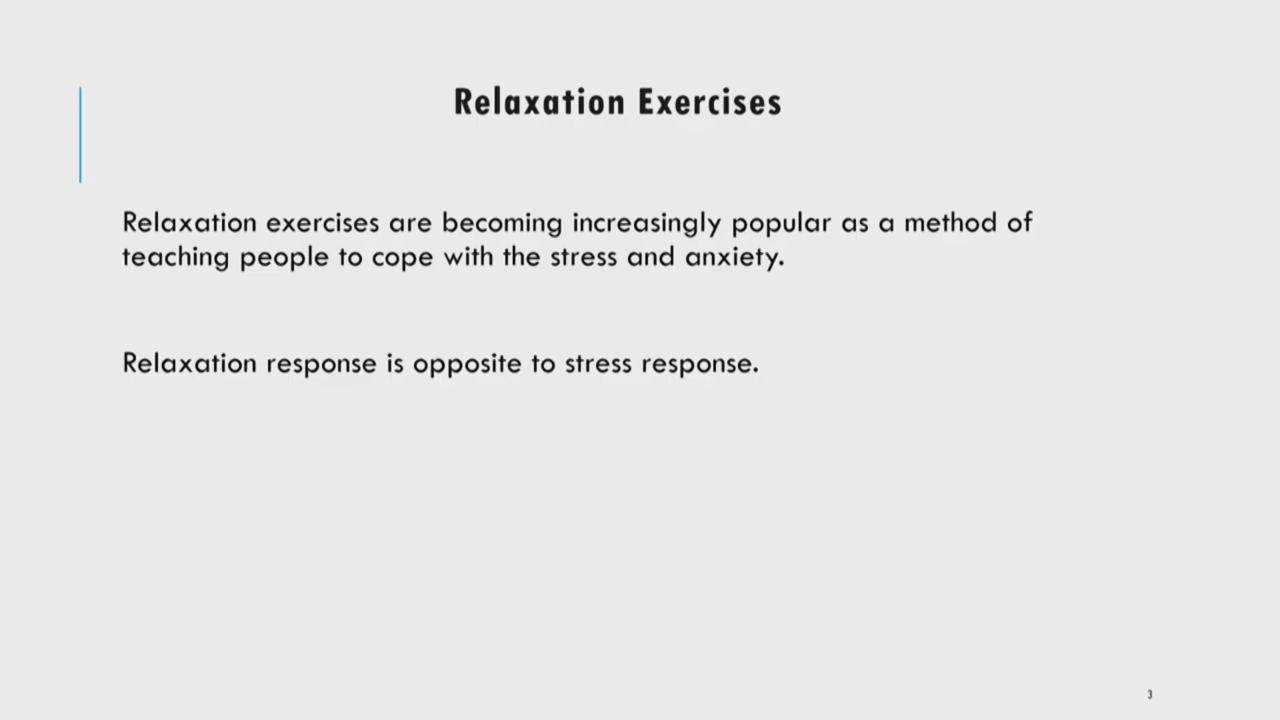 Relaxation Exercises
Relaxation exercises are becoming increasingly popular as a method of
teaching people to cope with the stress and anxiety.
Relaxation response is opposite to stress response.
3